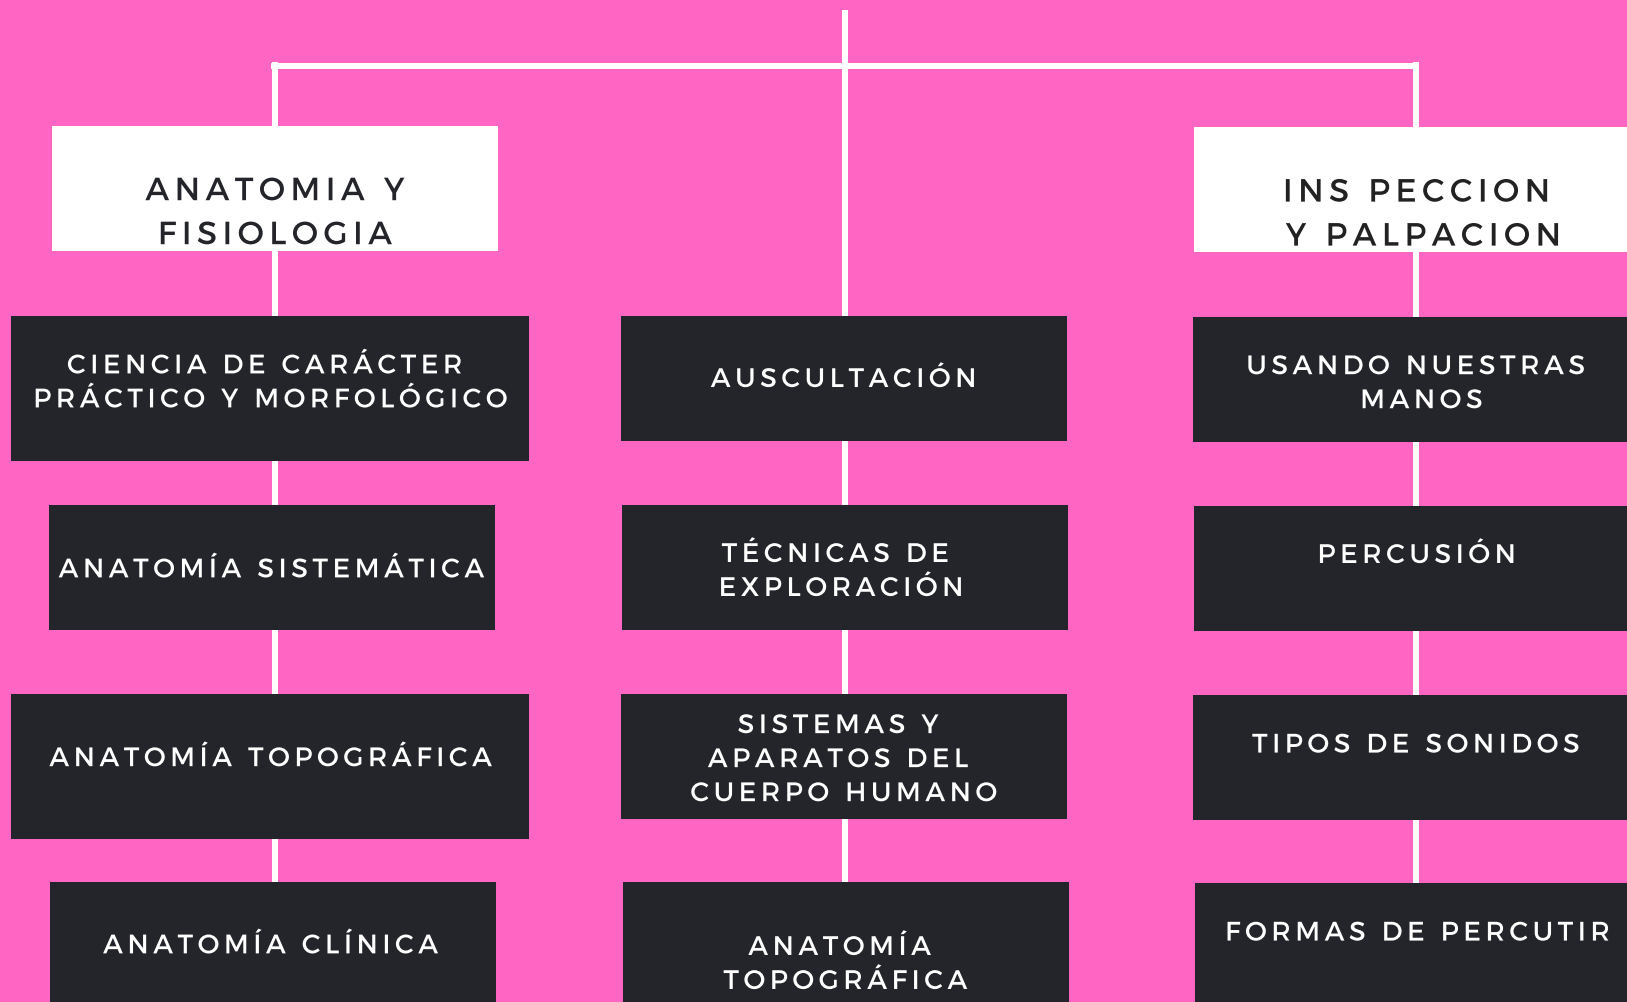 ANATOMIA Y
FISIOLOGIA
CIENCIA DE CARÁCTER
PRÁCTICO Y MORFOLÓGICO
ANATOMÍA SISTEMÁTICA
ANATOMÍA TOPOGRÁFICA
ANATOMÍA CLÍNICA
AUSCULTACIÓN
TÉCNICAS DE
EXPLORACIÓN
SISTEMAS Y
APARATOS DEL
CUERPO HUMANO
ANATOMÍA
TOPOGRÁFICA
INS PECCION
Y PALPACION
USANDO NUESTRAS
MANOS
PERCUSIÓN
TIPOS DE SONIDOS
FORMAS DE PERCUTIR